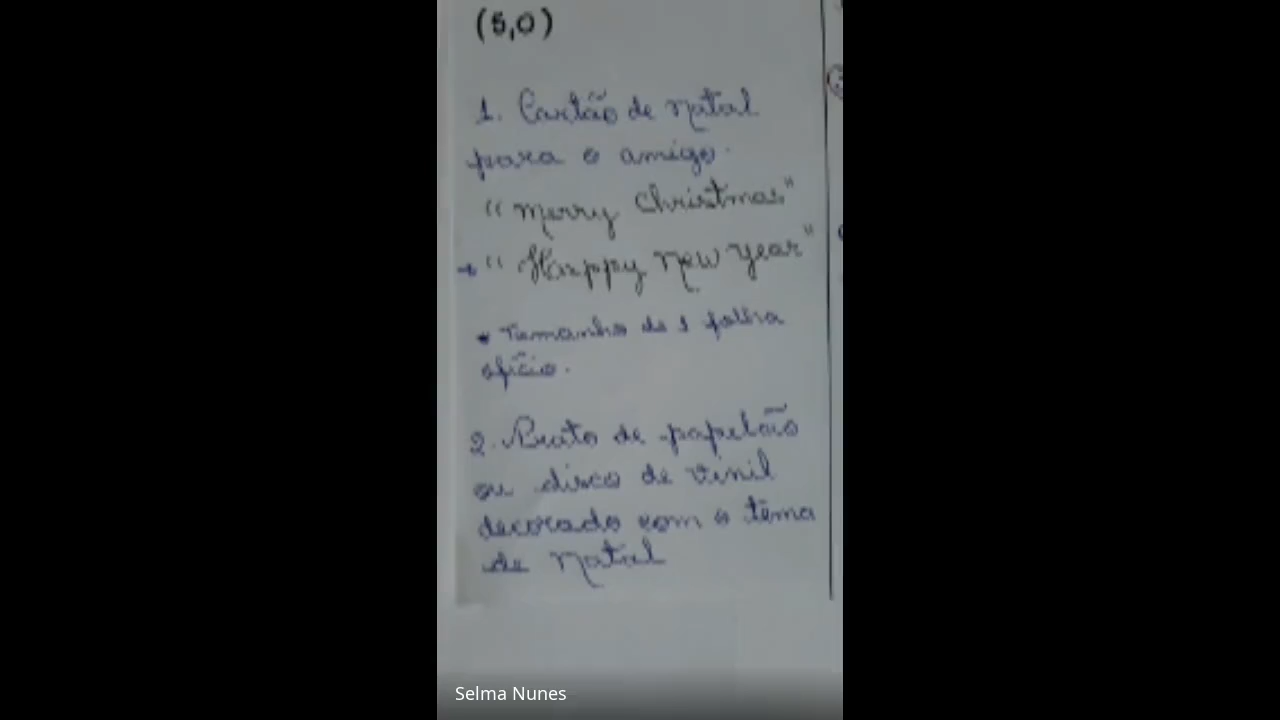 (5,0)
1. Cartão de natal
para o amigo.
"Merry Christmas"
→ "Happy New year"
* Tamanho de 1 folha
ofício.
2. Prato de papelão
ou disco de vinil
decorado com o tema
de natal
Selma Nunes